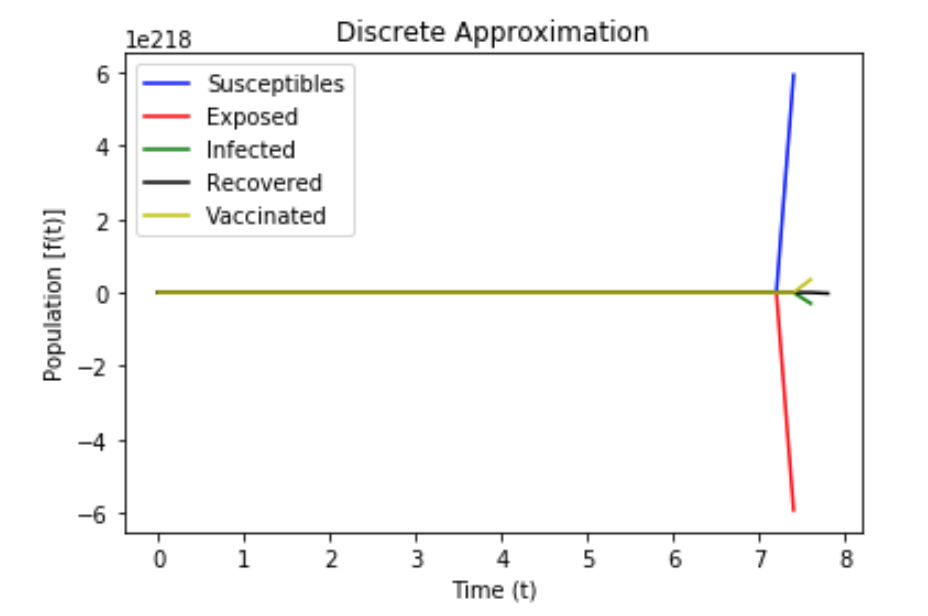 Discrete Approximation
1e218
Susceptibles
Exposed
Infected
Recovered
Vaccinated
6
4
2
0
−2
−4
−6
Population [f(t)]
0 1 2 3 4 5 6 7 8
Time (t)